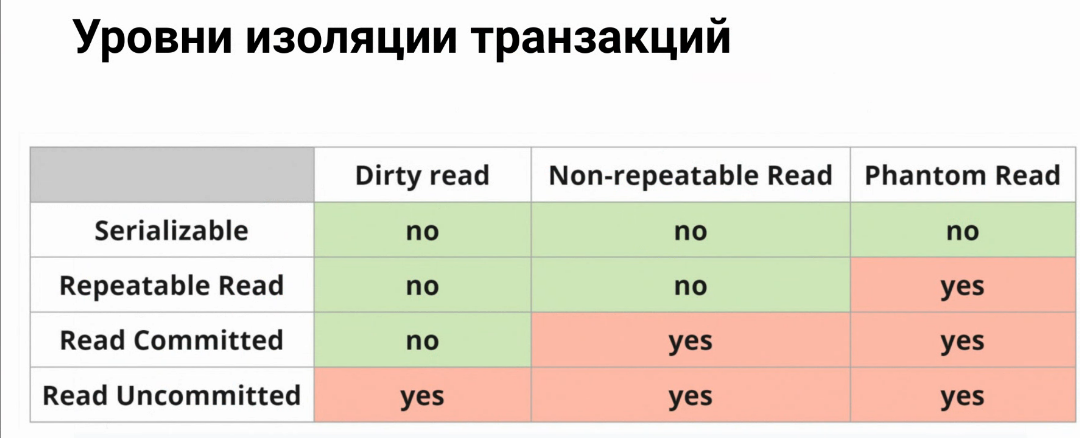 Уровни изоляции транзакций
Dirty read Non-repeatable Read Phantom Read
Serializable no no no
Repeatable Read no no yes
Read Committed no yes yes
Read Uncommitted yes yes yes